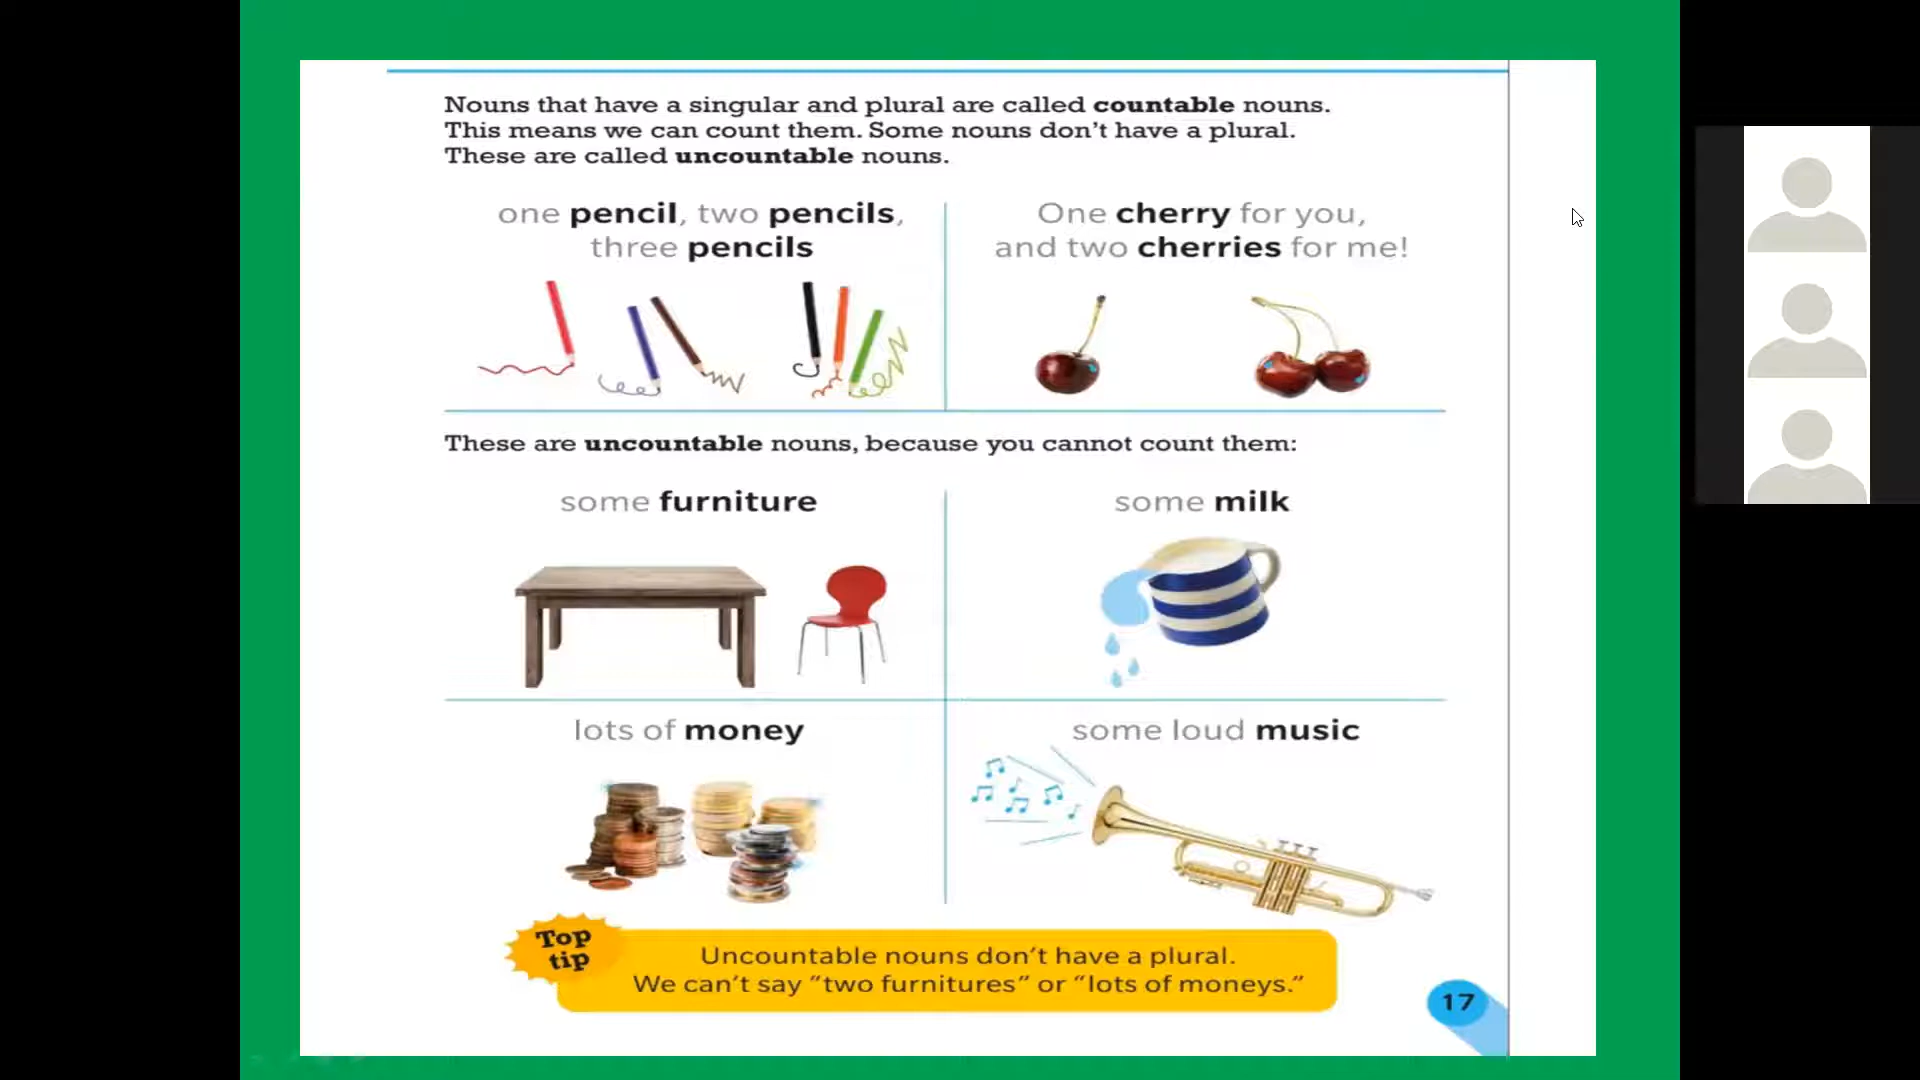 Nouns that have a singular and plural are called countable nouns.
This means we can count them. Some nouns don’t have a plural.
These are called uncountable nouns.
one pencil, two pencils,
three pencils
One cherry for you,
and two cherries for me!
These are uncountable nouns, because you cannot count them:
some furniture
some milk
lots of money
some loud music
Top
tip
Uncountable nouns don’t have a plural.
We can’t say “two furnitures” or “lots of moneys.”
17